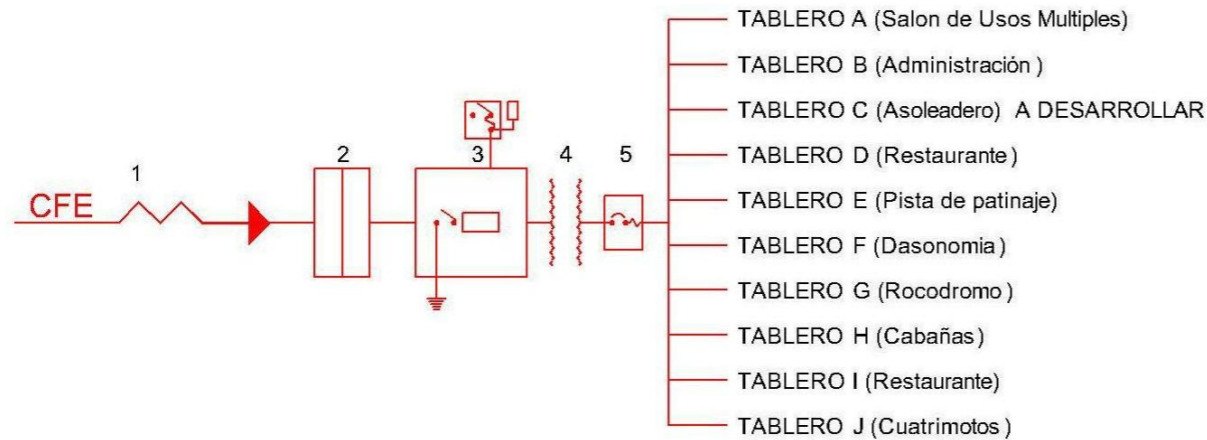 TABLERO A (Salon de Usos Multiples)
TABLERO B (Administración )
TABLERO C (Asoleadero) A DESARROLLAR
TABLERO D (Restaurante)
TABLERO E (Pista de patinaje)
TABLERO F (Dasonomia)
TABLERO G (Rocodromo)
TABLERO H (Cabañas)
TABLERO I (Restaurante)
TABLERO J (Cuatrimotos)
CFE
1
2
3
4
5